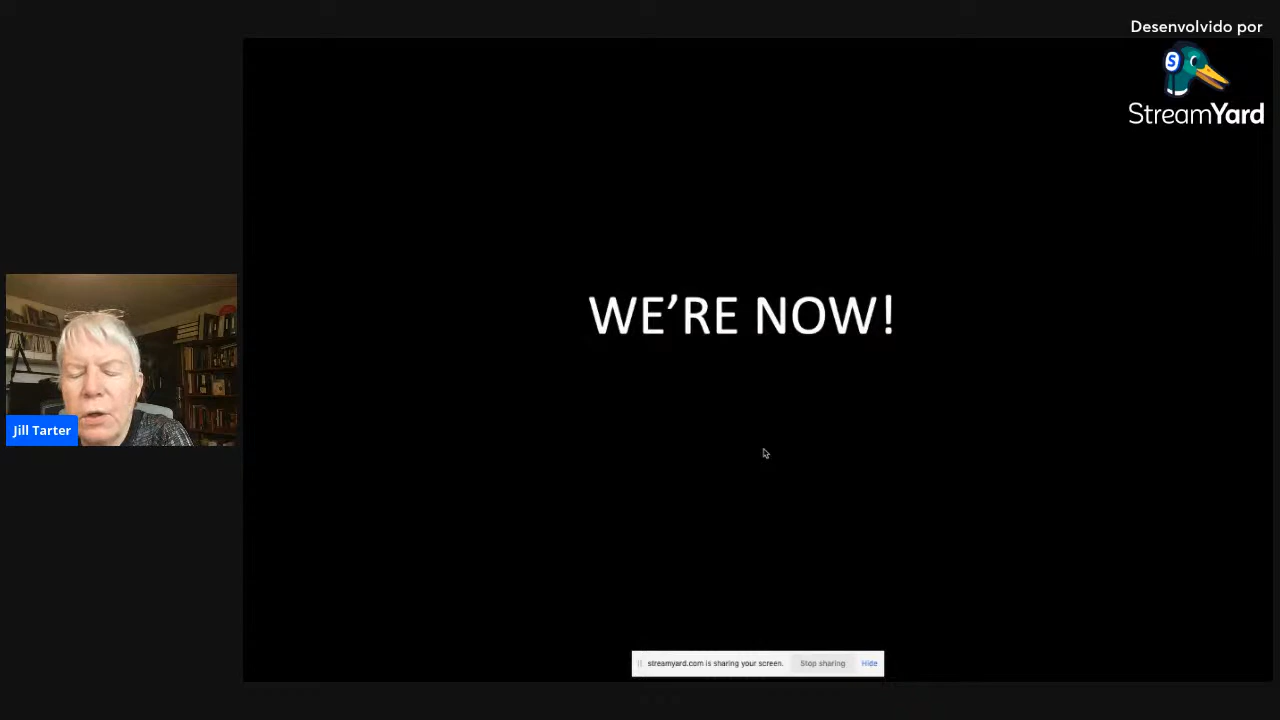 Desenvolvido por
S
StreamYard
WE'RE NOW!
Jill Tarter
streamyard.com is sharing your screen. Stop sharing Hide